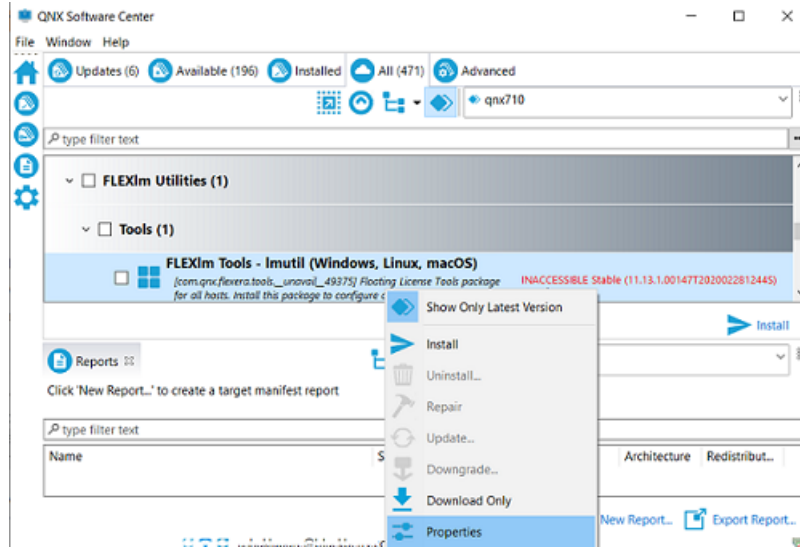 QNX Software Center
File Window Help
Updates (6) Available (196) Installed All (471) Advanced
qnx710
type filter text
FLEXlm Utilities (1)
Tools (1)
FLEXlm Tools - lmutil (Windows, Linux, macOS)
[com.qnx.flexera.tools._unavail_49375] Floating License Tools package INACCESSIBLE Stable (11.13.1.00147T202002281244S)
for all hosts. Install this package to configure
Show Only Latest Version
Install
Install
Reports
Uninstall...
Click 'New Report...' to create a target manifest report
Repair
type filter text
Update...
Name Architecture Redistribut...
Downgrade...
Download Only
New Report... Export Report...
Properties